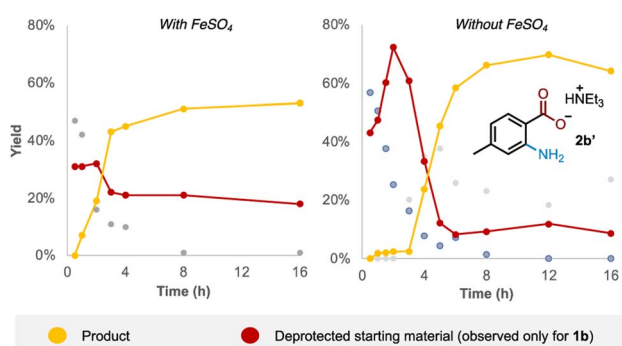 With FeSO4
80%
60%
40%
20%
0%
Yield
0
4
8
12
16
Time (h)
Without FeSO4
80%
60%
40%
20%
0%
0
4
8
12
16
Time (h)
O
O−
+
HNEt3
NH2
2b’
Product
Deprotected starting material (observed only for 1b)